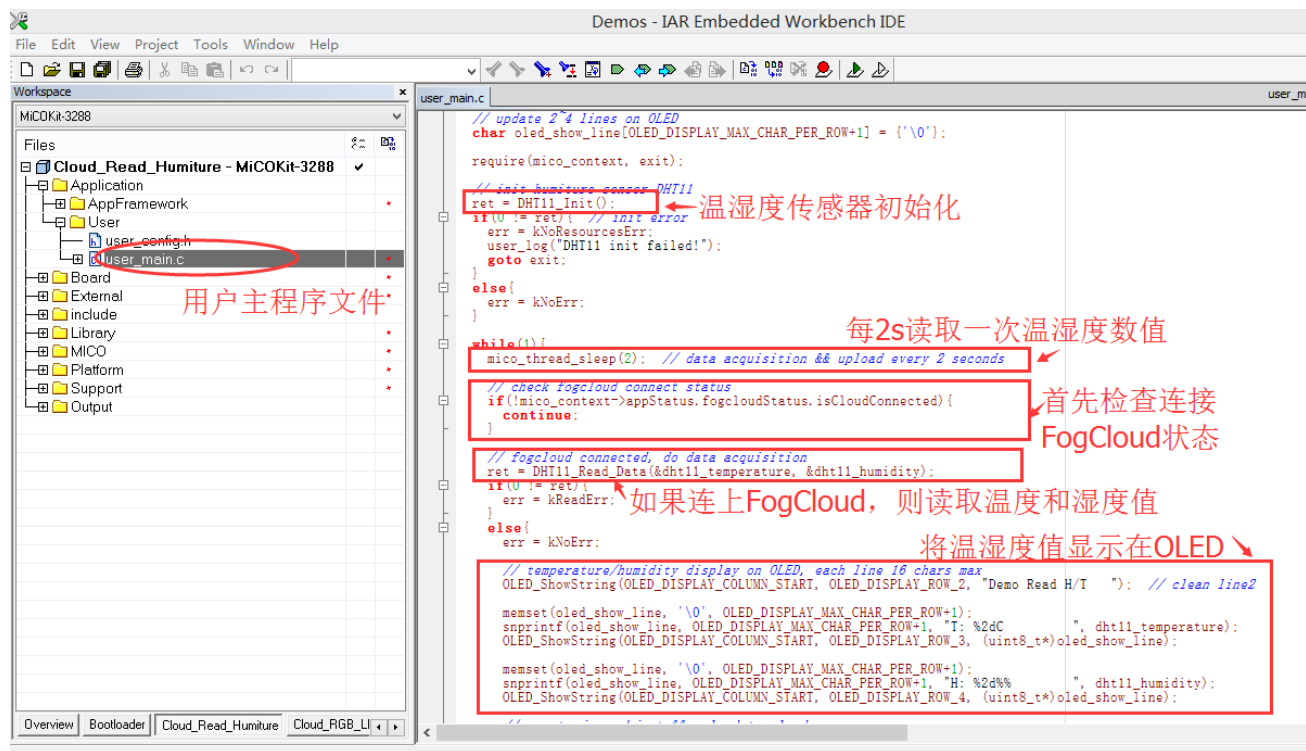 Demos - IAR Embedded Workbench IDE
File Edit View Project Tools Window Help
Workspace
MiCOKit-3288
Files
Cloud_Read_Humiture - MiCOKit-3288
Application
AppFramework
User
user_config.h
user_main.c
Board
External
include
Library
MICO
Platform
Support
Output
用户主程序文件
Overview Bootloader Cloud_Read_Humiture Cloud_RGB_L
user_main.c
user_m
// update 2~4 lines on OLED
char oled_show_line[OLED_DISPLAY_MAX_CHAR_PER_ROW+1] = {'\0'};
require(mico_context, exit);
// init humiture sensor DHT11
ret = DHT11_Init();
温湿度传感器初始化
if(0 != ret){ // init error
err = kNoResourcesErr;
user_log("DHT11 init failed!");
goto exit;
}
else{
err = kNoErr;
}
每2s读取一次温湿度数值
while(1){
mico_thread_sleep(2); // data acquisition && upload every 2 seconds
// check fogcloud connect status
if(!mico_context->appStatus.fogcloudStatus.isCloudConnected){
continue;
}
首先检查连接
FogCloud状态
// fogcloud connected, do data acquisition
ret = DHT11_Read_Data(&dht11_temperature, &dht11_humidity);
if(0 != ret){
err = kReadErr;
}
如果连上FogCloud，则读取温度和湿度值
else{
err = kNoErr;
将温湿度值显示在OLED
// temperature/humidity display on OLED, each line 16 chars max
OLED_ShowString(OLED_DISPLAY_COLUMN_START, OLED_DISPLAY_ROW_2, "Demo Read H/T   "); // clean line2
memset(oled_show_line, '\0', OLED_DISPLAY_MAX_CHAR_PER_ROW+1);
snprintf(oled_show_line, OLED_DISPLAY_MAX_CHAR_PER_ROW+1, "T: %2dC         ", dht11_temperature);
OLED_ShowString(OLED_DISPLAY_COLUMN_START, OLED_DISPLAY_ROW_3, (uint8_t*)oled_show_line);
memset(oled_show_line, '\0', OLED_DISPLAY_MAX_CHAR_PER_ROW+1);
snprintf(oled_show_line, OLED_DISPLAY_MAX_CHAR_PER_ROW+1, "H: %2d%%         ", dht11_humidity);
OLED_ShowString(OLED_DISPLAY_COLUMN_START, OLED_DISPLAY_ROW_4, (uint8_t*)oled_show_line);